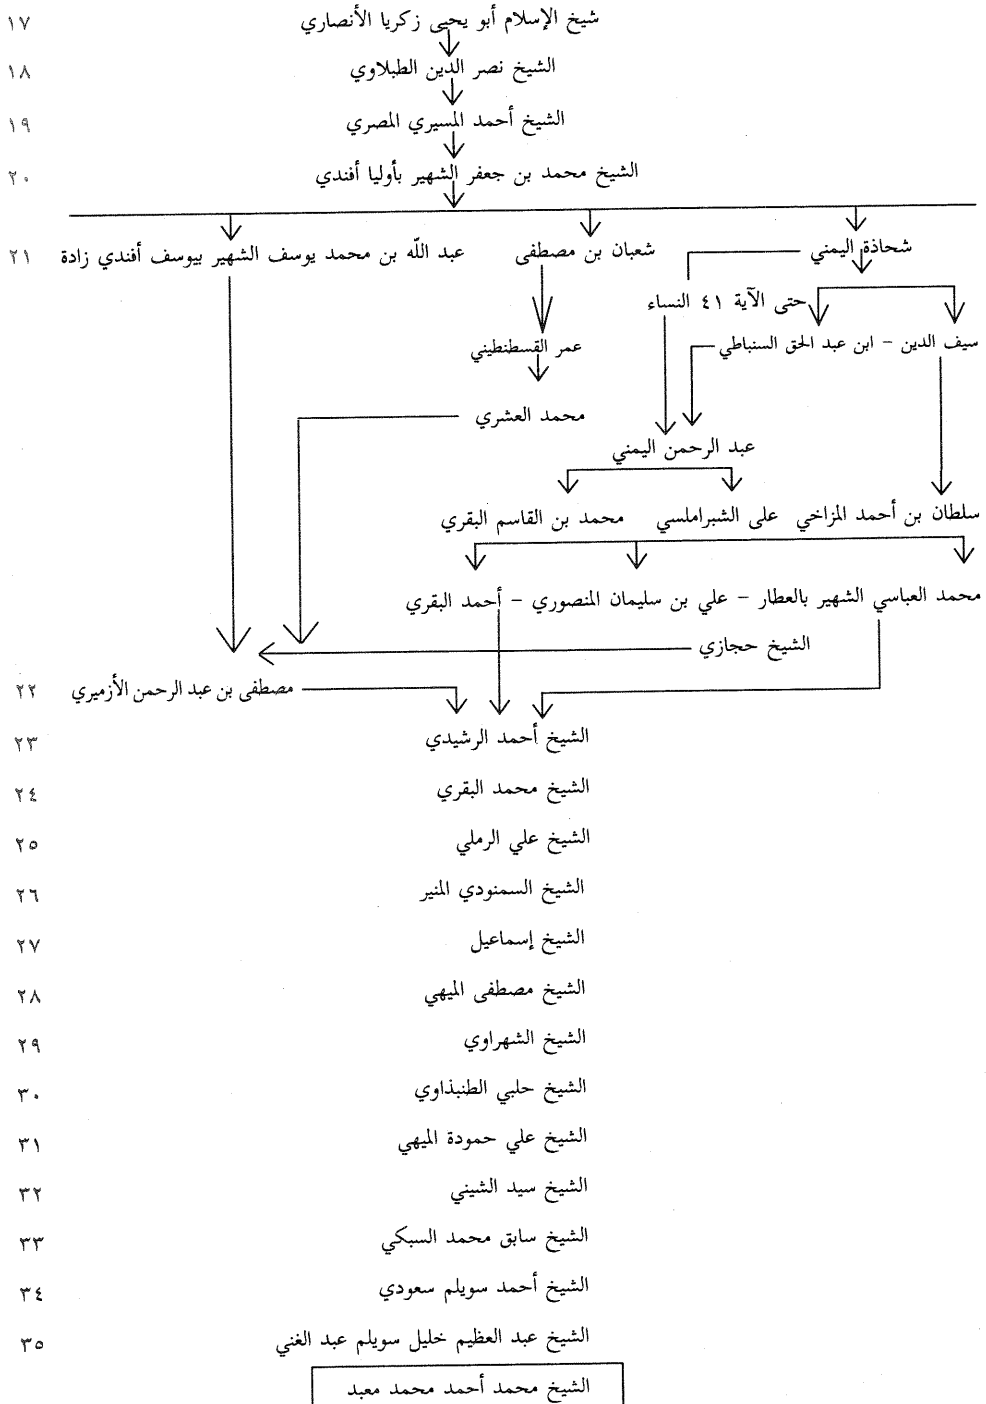 شيخ الإسلام أبو يحيى زكريا الأنصاري ١٧
الشيخ نصر الدين الطبلاوي ١٨
الشيخ أحمد المسيري المصري ١٩
الشيخ محمد بن جعفر الشهير بأوليا أفندي ٢٠
شحاذة اليمني شعبان بن مصطفى عبد اللّه بن محمد يوسف الشهير بيوسف أفندي زادة ٢١
حتى الآية ٤١ النساء
سيف الدين - ابن عبد الحق السنباطي عمر القسطنطيني
محمد العشري
عبد الرحمن اليمني
سلطان بن أحمد المزاخي على الشبراملسي محمد بن القاسم البقري
محمد العباسي الشهير بالعطار - علي بن سليمان المنصوري - أحمد البقري
الشيخ حجازي
مصطفى بن عبد الرحمن الأزميري ٢٢
الشيخ أحمد الرشيدي ٢٣
الشيخ محمد البقري ٢٤
الشيخ علي الرملي ٢٥
الشيخ السمنودي المنير ٢٦
الشيخ إسماعيل ٢٧
الشيخ مصطفى الميهي ٢٨
الشيخ الشهراوي ٢٩
الشيخ حلبي الطنبذاوي ٣٠
الشيخ علي حمودة الميهي ٣١
الشيخ سيد الشيني ٣٢
الشيخ سابق محمد السبكي ٣٣
الشيخ أحمد سويلم سعودي ٣٤
الشيخ عبد العظيم خليل سويلم عبد الغني ٣٥
الشيخ محمد أحمد محمد معبد